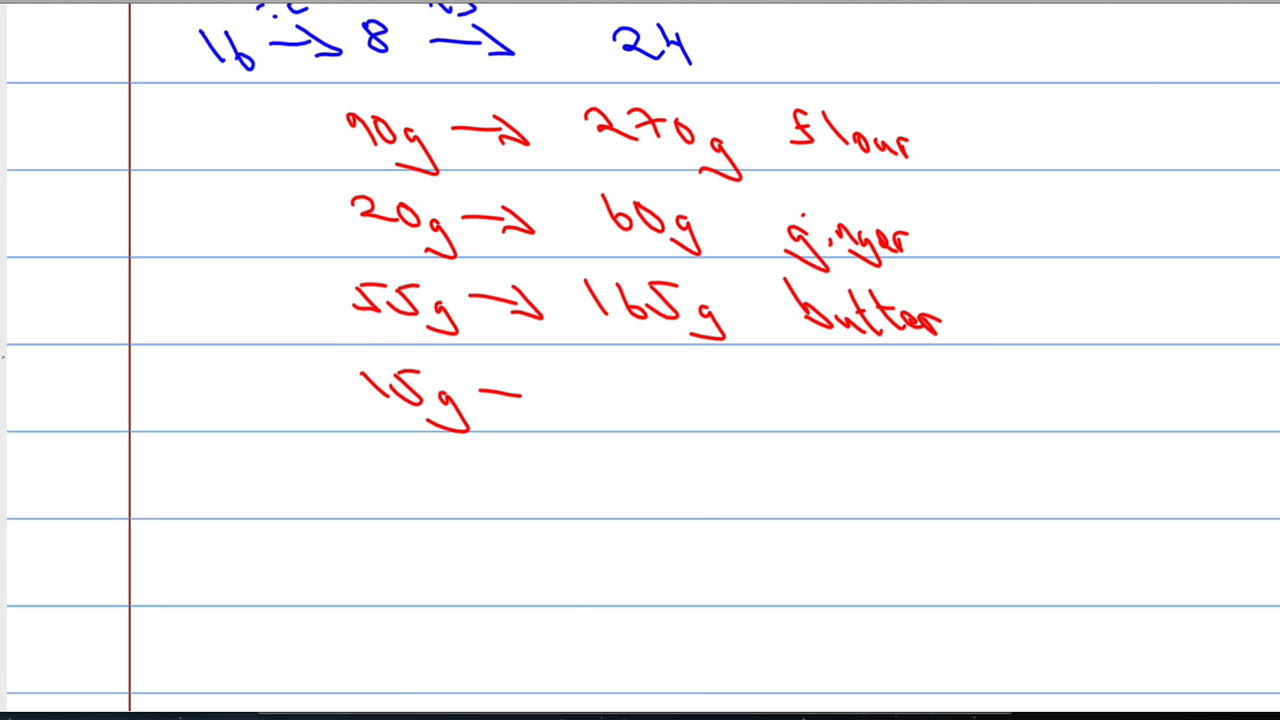 16 → 8 → 24
90g → 270g flour
20g → 60g ginger
55g → 165g butter
15g –